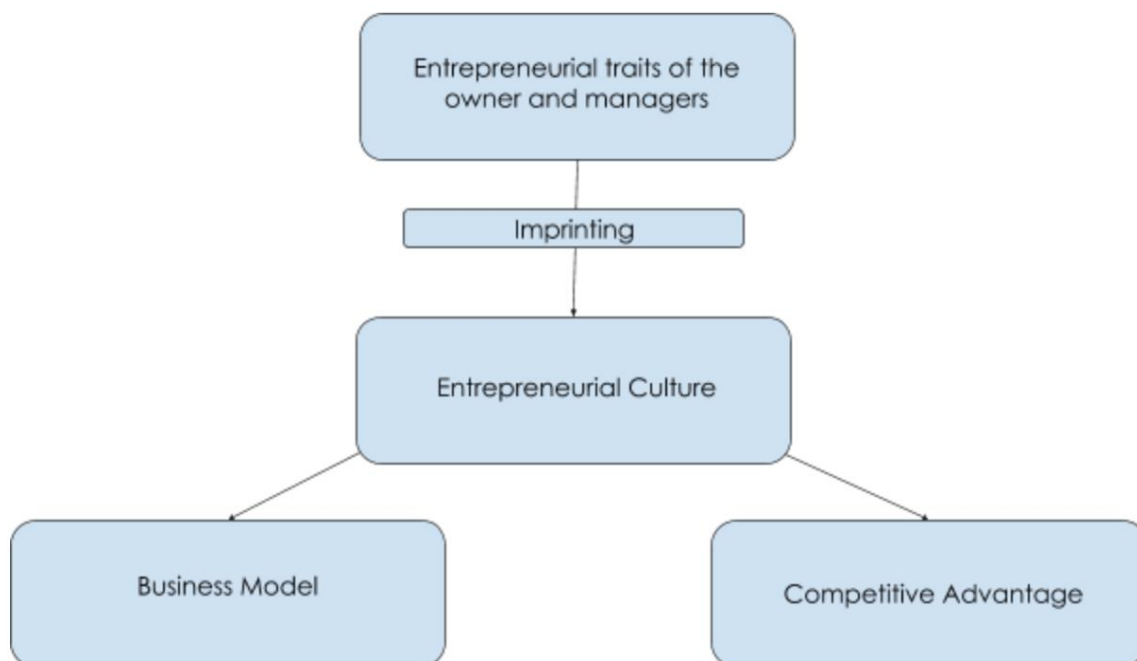 Entrepreneurial traits of the
owner and managers
Imprinting
Entrepreneurial Culture
Business Model
Competitive Advantage